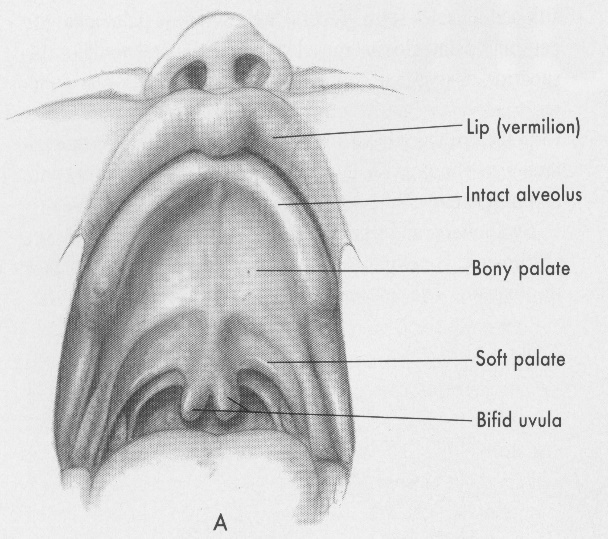 Lip (vermilion)
Intact alveolus
Bony palate
Soft palate
Bifid uvula
A